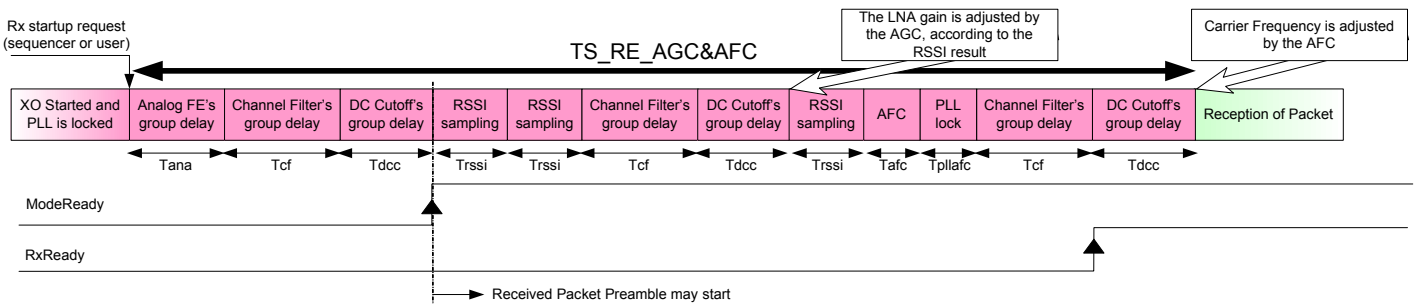 Rx startup request
(sequencer or user)
TS_RE_AGC&AFC
The LNA gain is adjusted by
the AGC, according to the
RSSI result
Carrier Frequency is adjusted
by the AFC
XO Started and
PLL is locked
Analog FE's
group delay
Channel Filter's
group delay
DC Cutoff's
group delay
RSSI
sampling
RSSI
sampling
Channel Filter's
group delay
DC Cutoff's
group delay
RSSI
sampling
AFC
PLL
lock
Channel Filter's
group delay
DC Cutoff's
group delay
Reception of Packet
Tana
Tcf
Tdcc
Trssi
Trssi
Tcf
Tdcc
Trssi
Tafc
Tpllafc
Tcf
Tdcc
ModeReady
RxReady
Received Packet Preamble may start